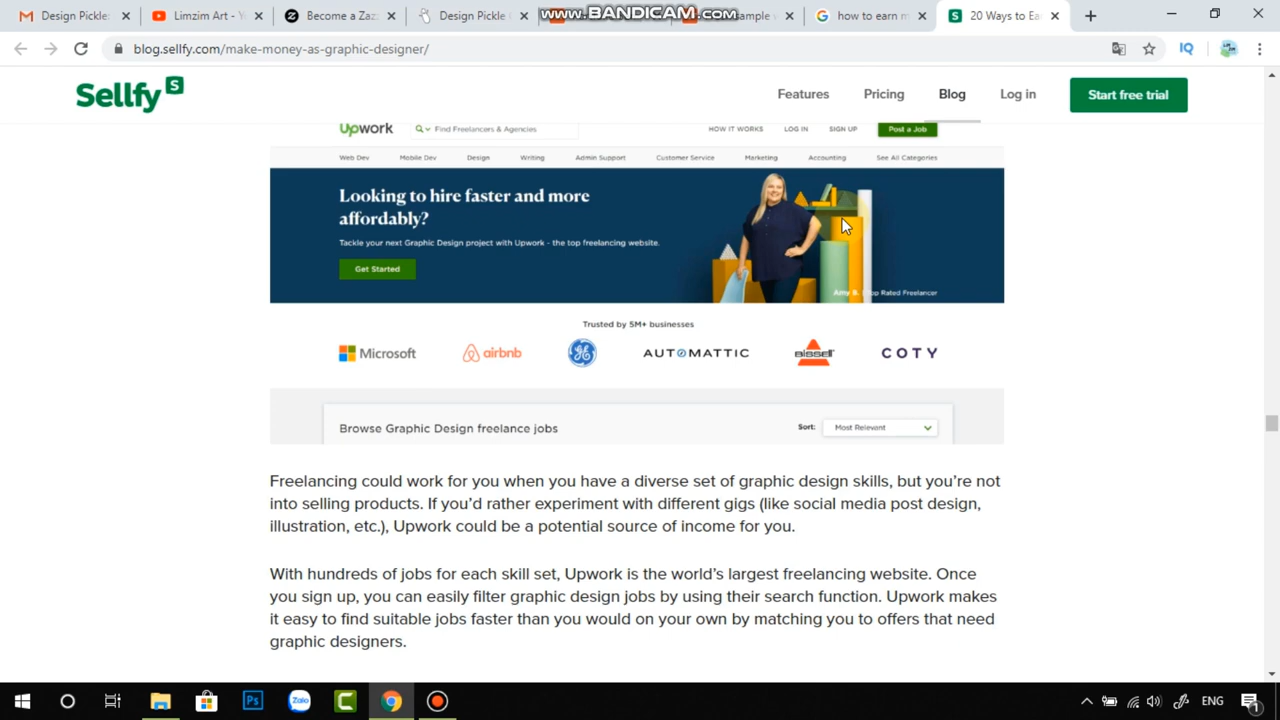 Design Pickle:
Limzim Art - Y
Become a Zazz
Design Pickle C
www.BANDICAM.com
xample
how to earn m
20 Ways to Ea
blog.sellfy.com/make-money-as-graphic-designer/
IQ
Sellfy S
Features
Pricing
Blog
Log in
Start free trial
Upwork
Find Freelancers & Agencies
HOW IT WORKS
LOG IN
SIGN UP
Post a Job
Web Dev
Mobile Dev
Design
Writing
Admin Support
Customer Service
Marketing
Accounting
See All Categories
Looking to hire faster and more
affordably?
Tackle your next Graphic Design project with Upwork - the top freelancing website.
Get Started
Amy B. | Top Rated Freelancer
Trusted by 5M+ businesses
Microsoft
airbnb
AUTOMATTIC
BISSELL
COTY
Browse Graphic Design freelance jobs
Sort:
Most Relevant
Freelancing could work for you when you have a diverse set of graphic design skills, but you're not
into selling products. If you'd rather experiment with different gigs (like social media post design,
illustration, etc.), Upwork could be a potential source of income for you.
With hundreds of jobs for each skill set, Upwork is the world's largest freelancing website. Once
you sign up, you can easily filter graphic design jobs by using their search function. Upwork makes
it easy to find suitable jobs faster than you would on your own by matching you to offers that need
graphic designers.
Ps
Zalo
ENG
1